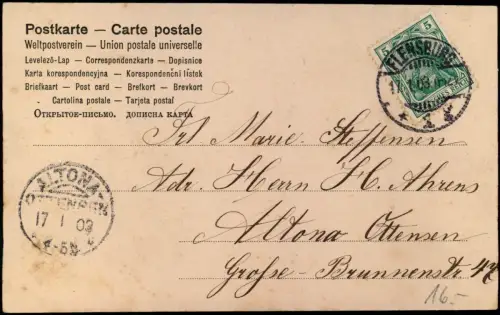 Postkarte — Carte postale
Weltpostverein — Union postale universelle
Levelező-Lap — Correspondenzkarte — Dopisnice
Karta korespondencyjna — Korespondenční lístek
Briefkaart — Post card — Brefkort — Brevkort
Cartolina postale — Tarjeta postal
ОТКРЫТОЕ-ПИСЬМО. ДОПИСНА КАРТА
5 5
FLENSBURG
Frl Marie Steffensen
Adr. Herrn H. Ahrens
Altona Ottensen
Große-Brunnenstr
ALTONA-
OTTENSEN
17 1 03
16.-